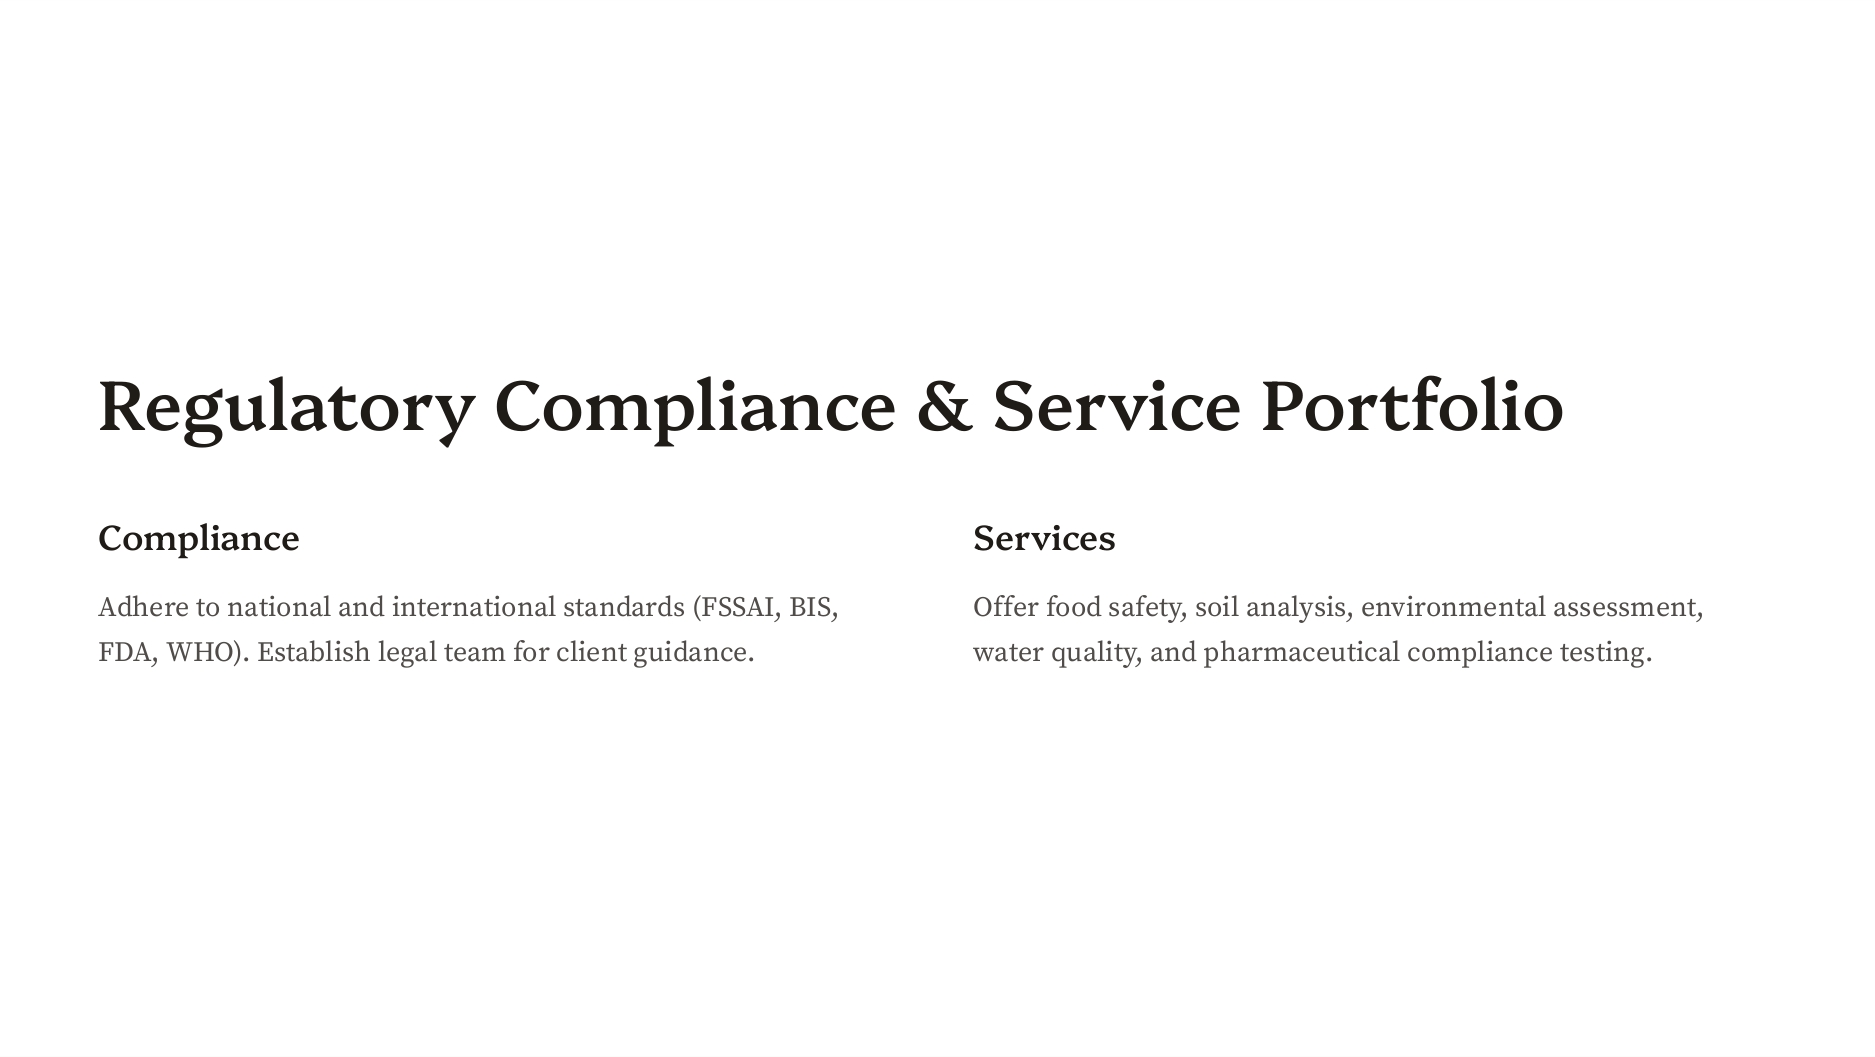 Regulatory Compliance & Service Portfolio
Compliance
Adhere to national and international standards (FSSAI, BIS,
FDA, WHO). Establish legal team for client guidance.
Services
Offer food safety, soil analysis, environmental assessment,
water quality, and pharmaceutical compliance testing.